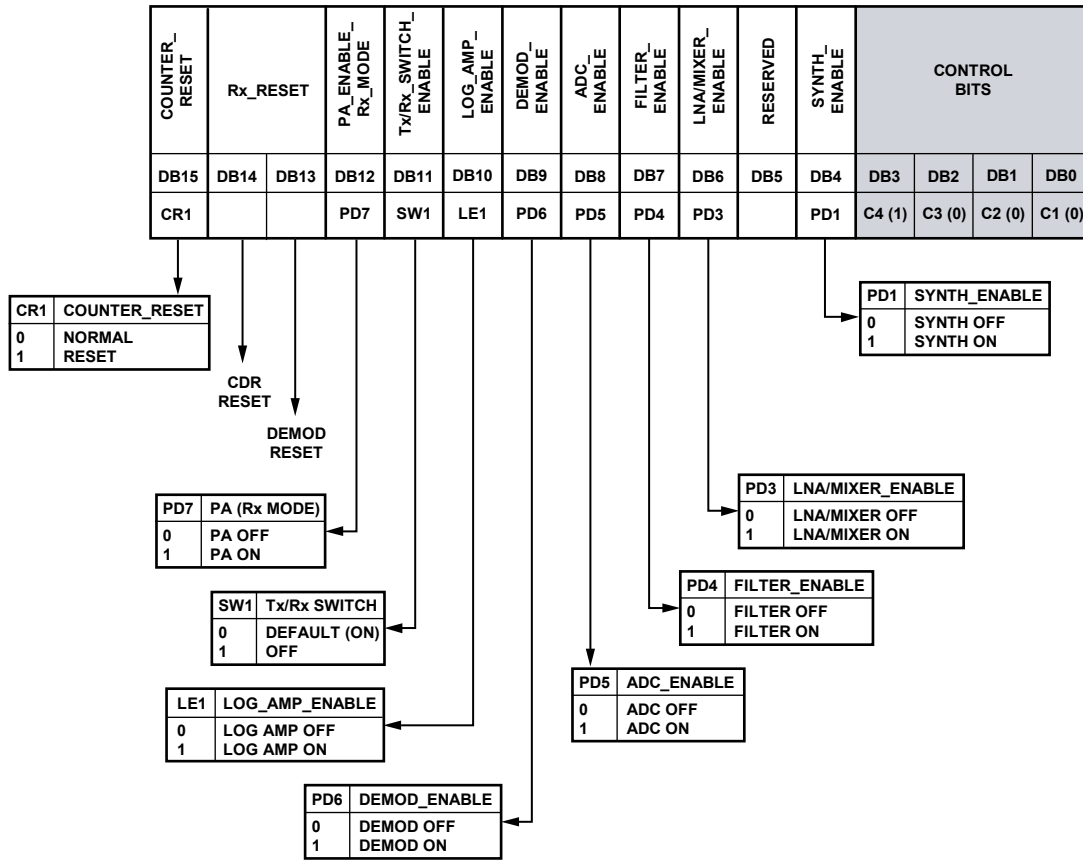 COUNTER_
RESET
Rx_RESET
PA_ENABLE_
Rx_MODE
Tx/Rx_SWITCH_
ENABLE
LOG_AMP_
ENABLE
DEMOD_
ENABLE
ADC_
ENABLE
FILTER_
ENABLE
LNA/MIXER_
ENABLE
RESERVED
SYNTH_
ENABLE
CONTROL
BITS
DB15 DB14 DB13 DB12 DB11 DB10 DB9 DB8 DB7 DB6 DB5 DB4 DB3 DB2 DB1 DB0
CR1 PD7 SW1 LE1 PD6 PD5 PD4 PD3 PD1 C4 (1) C3 (0) C2 (0) C1 (0)
CR1 COUNTER_RESET
0 NORMAL
1 RESET
PD1 SYNTH_ENABLE
0 SYNTH OFF
1 SYNTH ON
CDR
RESET
DEMOD
RESET
PD7 PA (Rx MODE)
0 PA OFF
1 PA ON
PD3 LNA/MIXER_ENABLE
0 LNA/MIXER OFF
1 LNA/MIXER ON
SW1 Tx/Rx SWITCH
0 DEFAULT (ON)
1 OFF
PD4 FILTER_ENABLE
0 FILTER OFF
1 FILTER ON
LE1 LOG_AMP_ENABLE
0 LOG AMP OFF
1 LOG AMP ON
PD5 ADC_ENABLE
0 ADC OFF
1 ADC ON
PD6 DEMOD_ENABLE
0 DEMOD OFF
1 DEMOD ON